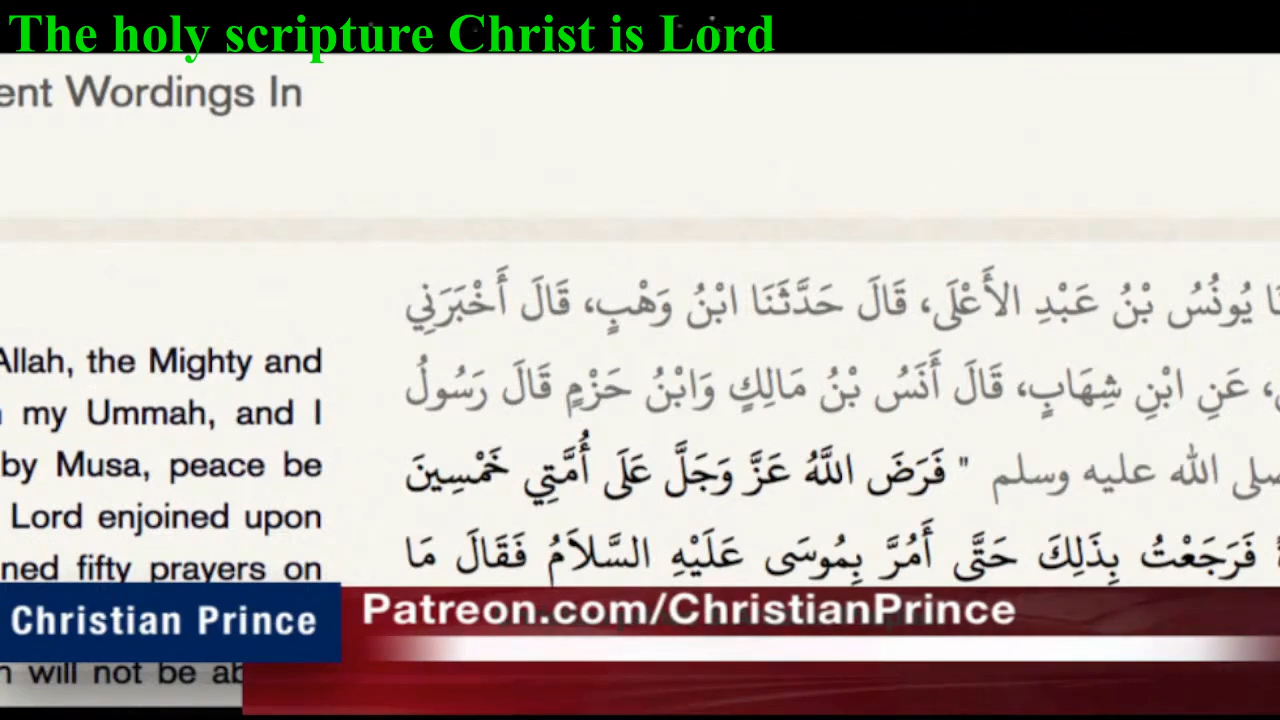 The holy scripture Christ is Lord
ent Wordings In
Allah, the Mighty and
my Ummah, and I
by Musa, peace be
Lord enjoined upon
ned fifty prayers on
will not be ab
يُونُسُ بْنُ عَبْدِ الأَعْلَى، قَالَ حَدَّثَنَا ابْنُ وَهْبٍ، قَالَ أَخْبَرَنِي
عَنِ ابْنِ شِهَابٍ، قَالَ أَنَسُ بْنُ مَالِكٍ وَابْنُ حَزْمٍ قَالَ رَسُولُ
صلى الله عليه وسلم " فَرَضَ اللَّهُ عَزَّ وَجَلَّ عَلَى أُمَّتِي خَمْسِينَ
فَرَجَعْتُ بِذَلِكَ حَتَّى أَمُرَّ بِمُوسَى عَلَيْهِ السَّلاَمُ فَقَالَ مَا
Christian Prince
Patreon.com/ChristianPrince